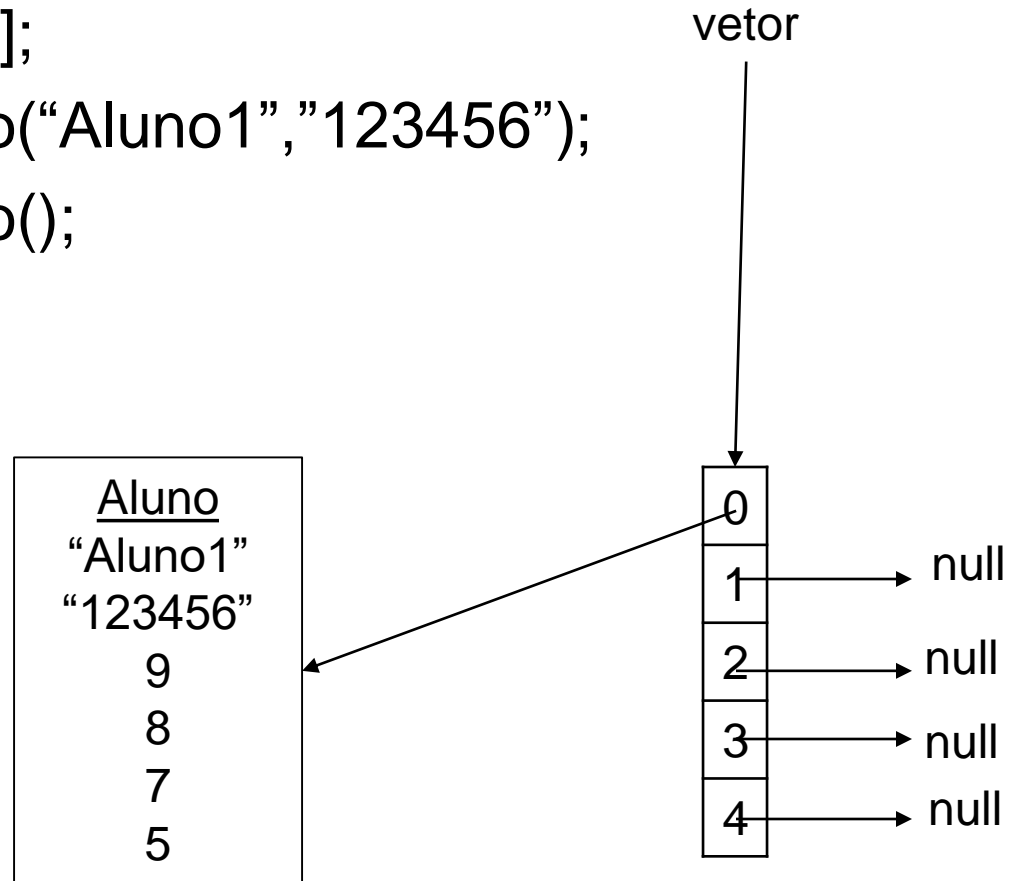 ];
o(“Aluno1”,”123456”);
o();
vetor
Aluno
“Aluno1”
“123456”
9
8
7
5
0
1
2
3
4
null
null
null
null